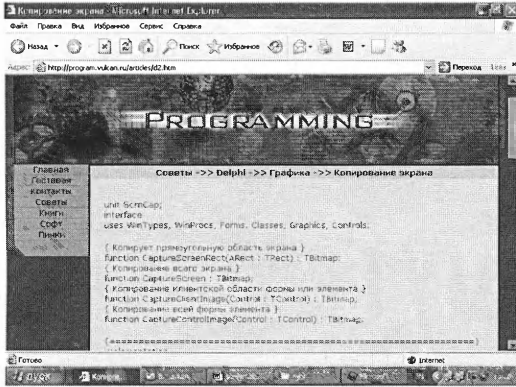 Копирование экрана - Microsoft Internet Explorer
Файл Правка Вид Избранное Сервис Справка
Назад Поиск Избранное
Адрес: http://program.vulkan.ru/articles/d2.htm Переход
PROGRAMMING
Главная
Гостевая
Контакты
Советы
Книги
Софт
Линки
Советы ->> Delphi ->> Графика ->> Копирование экрана
unit ScrnCap;
interface
uses WinTypes, WinProcs, Forms, Classes, Graphics, Controls;
{ Копирует прямоугольную область экрана }
function CaptureScreenRect(ARect : TRect) : TBitmap;
{ Копирование всего экрана }
function CaptureScreen : TBitmap;
{ Копирование клиентской области формы или элемента }
function CaptureClientImage(Control : TControl) : TBitmap;
{ Копирование всей формы элемента }
function CaptureControlImage(Control : TControl) : TBitmap;
Готово Internet